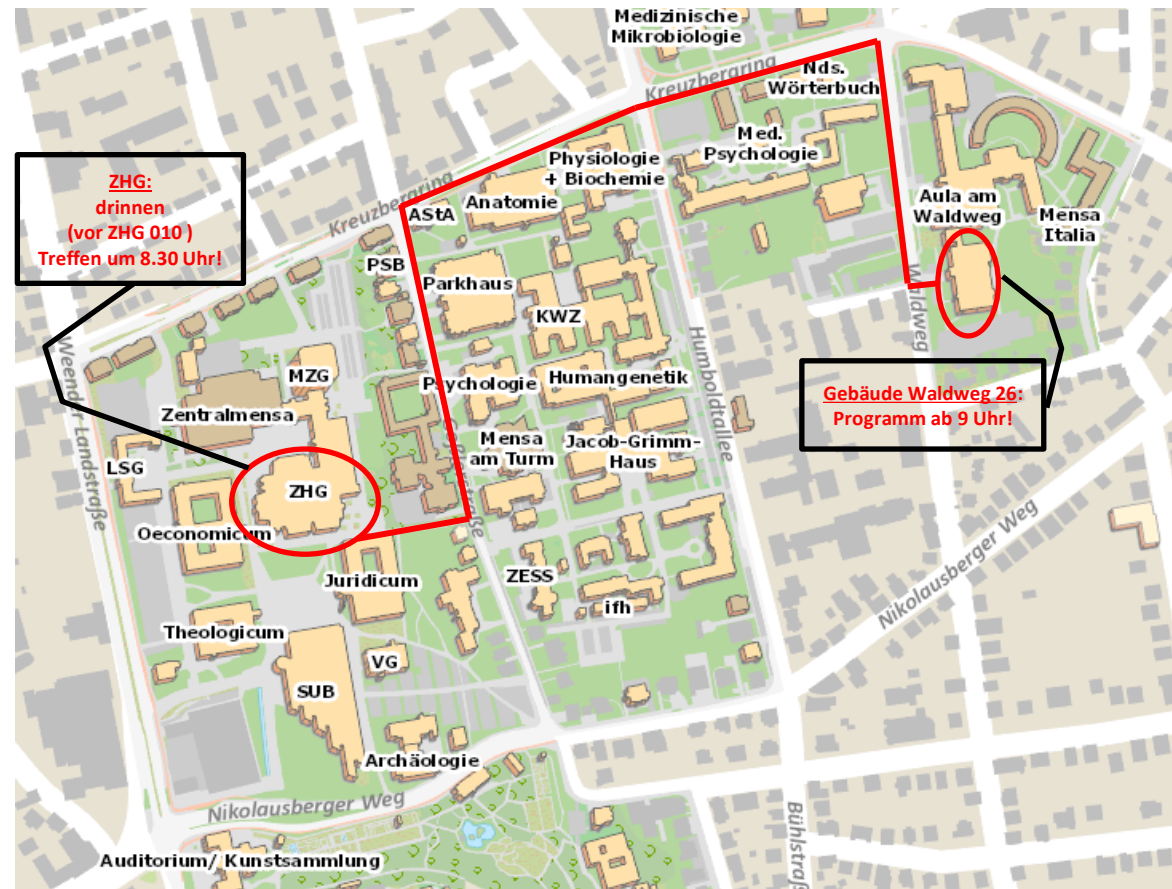 Medizinische
Mikrobiologie
Kreuzbergring
Nds.
Wörterbuch
Med.
Psychologie
Physiologie
+ Biochemie
ZHG:
drinnen
(vor ZHG 010 )
Treffen um 8.30 Uhr!
Kreuzbergring
AStA
Anatomie
Aula am
Waldweg
Mensa
Italia
PSB
Parkhaus
KWZ
Waldweg
Weender Landstraße
Humboldtallee
MZG
Psychologie
Humangenetik
Gebäude Waldweg 26:
Programm ab 9 Uhr!
Zentralmensa
Mensa
am Turm
Jacob-Grimm-
Haus
LSG
ZHG
Oeconomicum
Juridicum
ZESS
ifh
Nikolausberger Weg
Theologicum
VG
SUB
Archäologie
Nikolausberger Weg
Auditorium/ Kunstsammlung